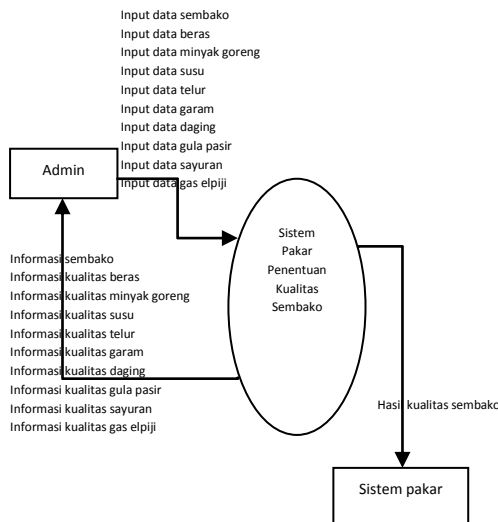 Input data sembako
Input data beras
Input data minyak goreng
Input data susu
Input data telur
Input data garam
Input data daging
Input data gula pasir
Input data sayuran
Input data gas elpiji
Admin
Sistem
Pakar
Penentuan
Kualitas
Sembako
Informasi sembako
Informasi kualitas beras
Informasi kualitas minyak goreng
Informasi kualitas susu
Informasi kualitas telur
Informasi kualitas garam
Informasi kualitas daging
Informasi kualitas gula pasir
Informasi kualitas sayuran
Informasi kualitas gas elpiji
Hasil kualitas sembako
Sistem pakar